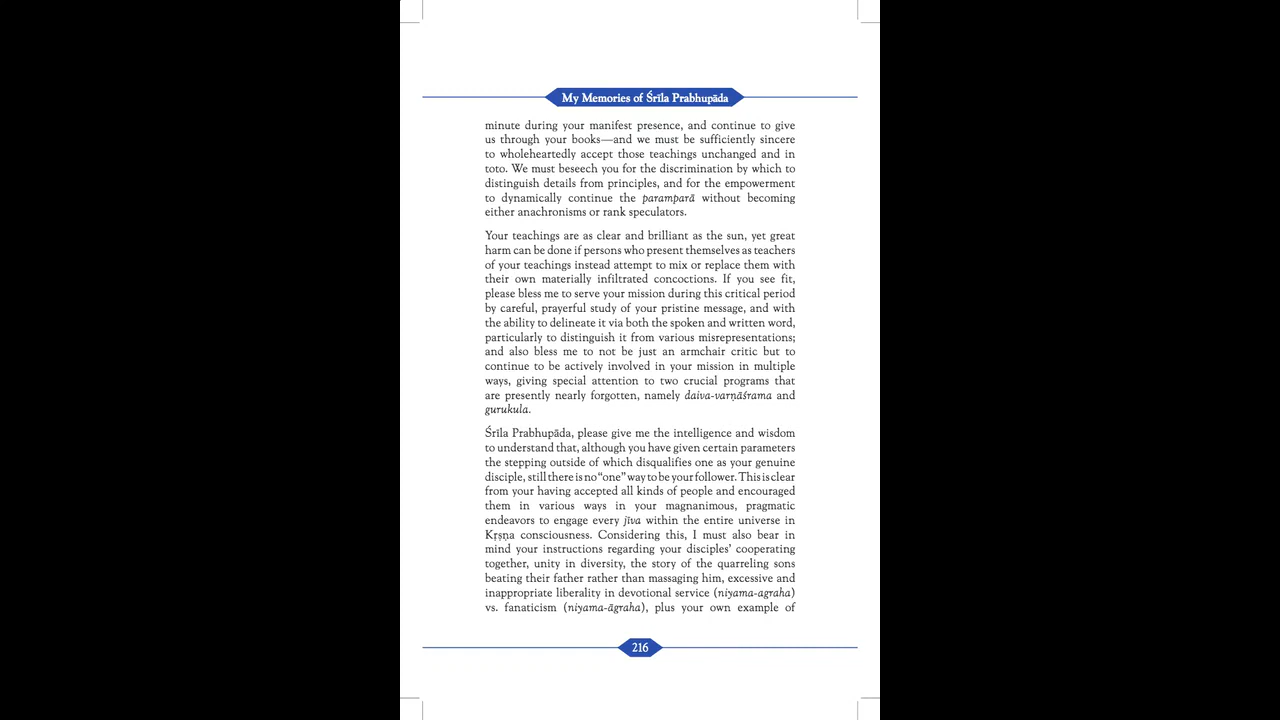 My Memories of Śrīla Prabhupāda
minute during your manifest presence, and continue to give
us through your books—and we must be sufficiently sincere
to wholeheartedly accept those teachings unchanged and in
toto. We must beseech you for the discrimination by which to
distinguish details from principles, and for the empowerment
to dynamically continue the paramparā without becoming
either anachronisms or rank speculators.
Your teachings are as clear and brilliant as the sun, yet great
harm can be done if persons who present themselves as teachers
of your teachings instead attempt to mix or replace them with
their own materially infiltrated concoctions. If you see fit,
please bless me to serve your mission during this critical period
by careful, prayerful study of your pristine message, and with
the ability to delineate it via both the spoken and written word,
particularly to distinguish it from various misrepresentations;
and also bless me to not be just an armchair critic but to
continue to be actively involved in your mission in multiple
ways, giving special attention to two crucial programs that
are presently nearly forgotten, namely daiva-varṇāśrama and
gurukula.
Śrīla Prabhupāda, please give me the intelligence and wisdom
to understand that, although you have given certain parameters
the stepping outside of which disqualifies one as your genuine
disciple, still there is no “one” way to be your follower. This is clear
from your having accepted all kinds of people and encouraged
them in various ways in your magnanimous, pragmatic
endeavors to engage every jīva within the entire universe in
Kṛṣṇa consciousness. Considering this, I must also bear in
mind your instructions regarding your disciples’ cooperating
together, unity in diversity, the story of the quarreling sons
beating their father rather than massaging him, excessive and
inappropriate liberality in devotional service (niyama-agraha)
vs. fanaticism (niyama-āgraha), plus your own example of
216